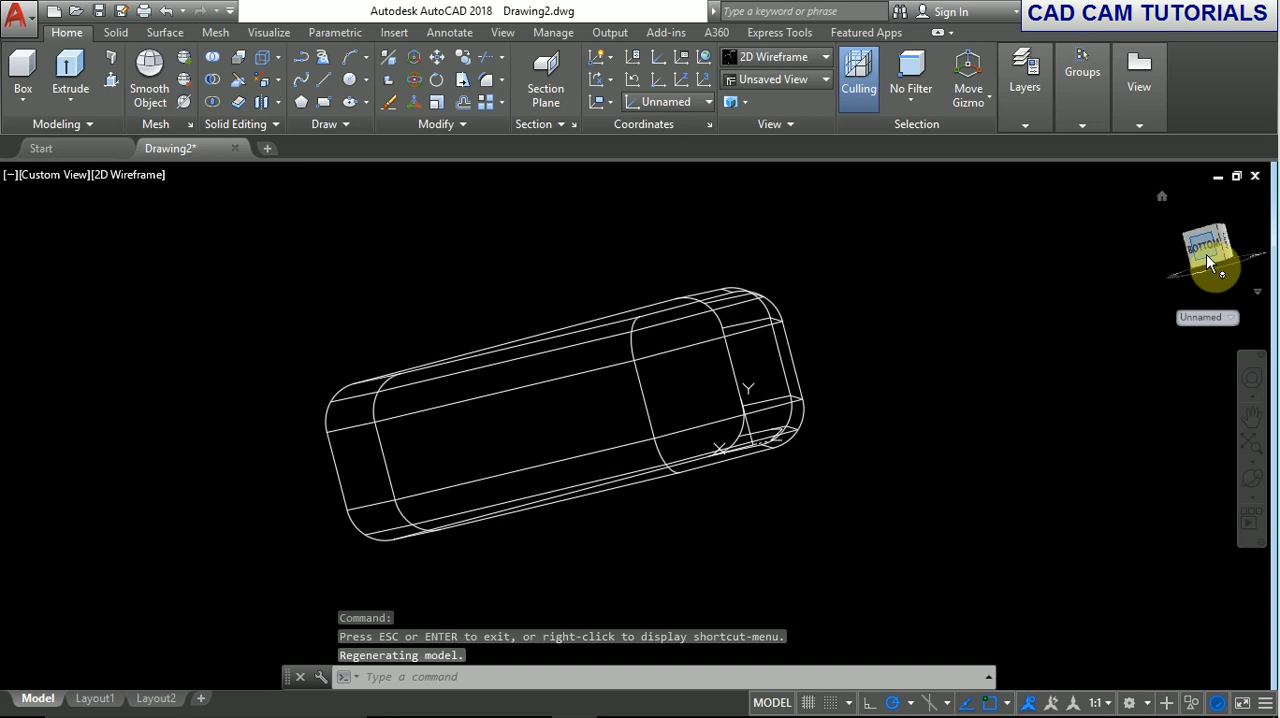 Autodesk AutoCAD 2018 Drawing2.dwg
Type a keyword or phrase
Sign In
CAD CAM TUTORIALS
Home Solid Surface Mesh Visualize Parametric Insert Annotate View Manage Output Add-ins A360 Express Tools Featured Apps
2D Wireframe
Unsaved View
Unnamed
Box Extrude Smooth Object Section Plane Culling No Filter Move Gizmo Layers Groups View
Modeling Mesh Solid Editing Draw Modify Section Coordinates View Selection
Start Drawing2*
[−][Custom View][2D Wireframe]
BOTTOM
Unnamed
Y
X
Z
Command:
Press ESC or ENTER to exit, or right-click to display shortcut-menu.
Regenerating model.
Type a command
Model Layout1 Layout2
MODEL
1:1